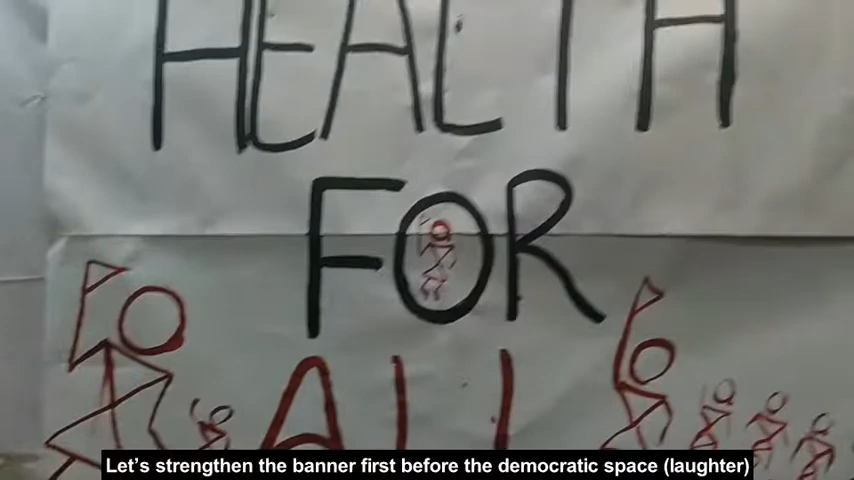 HEALTH
FOR
ALL
Let's strengthen the banner first before the democratic space (laughter)